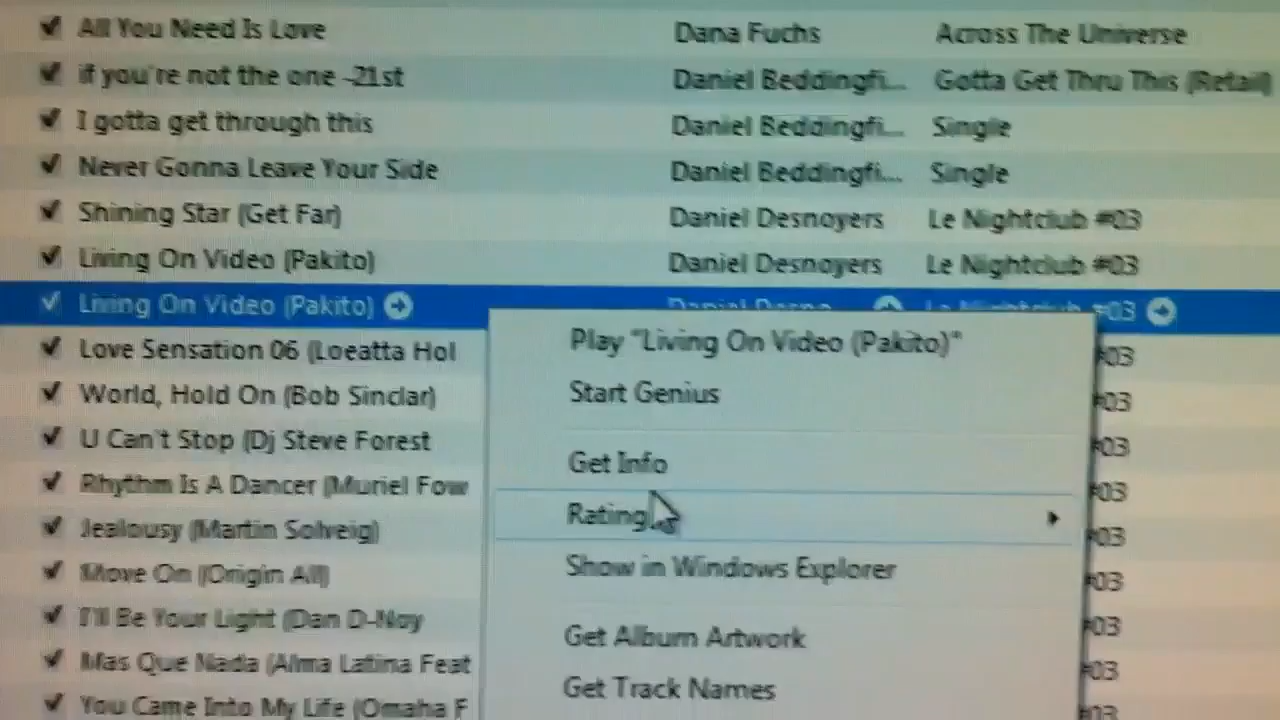 All You Need Is Love Dana Fuchs Across The Universe
if you're not the one -21st Daniel Beddingfi... Gotta Get Thru This (Retail)
I gotta get through this Daniel Beddingfi... Single
Never Gonna Leave Your Side Daniel Beddingfi... Single
Shining Star (Get Far) Daniel Desnoyers Le Nightclub #03
Living On Video (Pakito) Daniel Desnoyers Le Nightclub #03
Living On Video (Pakito) Daniel Desno Le Nightclub #03
Play "Living On Video (Pakito)"
Love Sensation 06 (Loeatta Hol #03
Start Genius
World, Hold On (Bob Sinclar) #03
U Can't Stop (Dj Steve Forest #03
Get Info
Rhythm Is A Dancer (Muriel Fow #03
Rating
Jealousy (Martin Solveig) #03
Show in Windows Explorer
Move On (Origin All) #03
I'll Be Your Light (Dan D-Noy #03
Get Album Artwork
Mas Que Nada (Alma Latina Feat #03
Get Track Names
You Came Into My Life (Omaha F #03